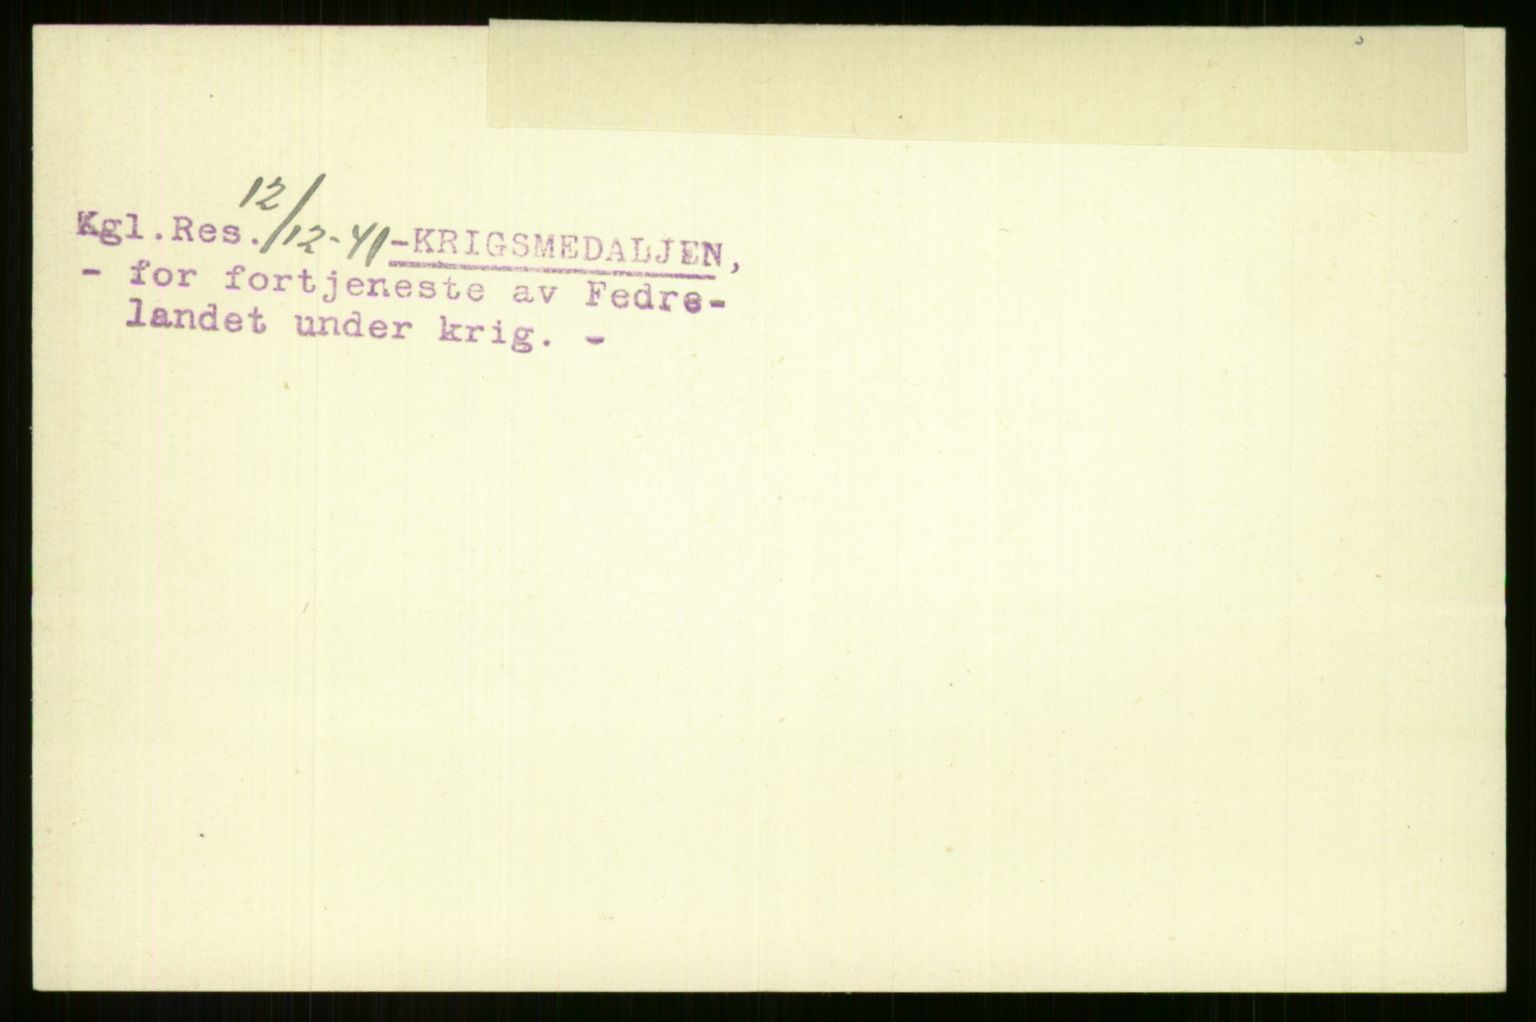 Kgl.Res. 12/12-41-KRIGSMEDALJEN,
- for fortjeneste av Fedre-
landet under krig. -